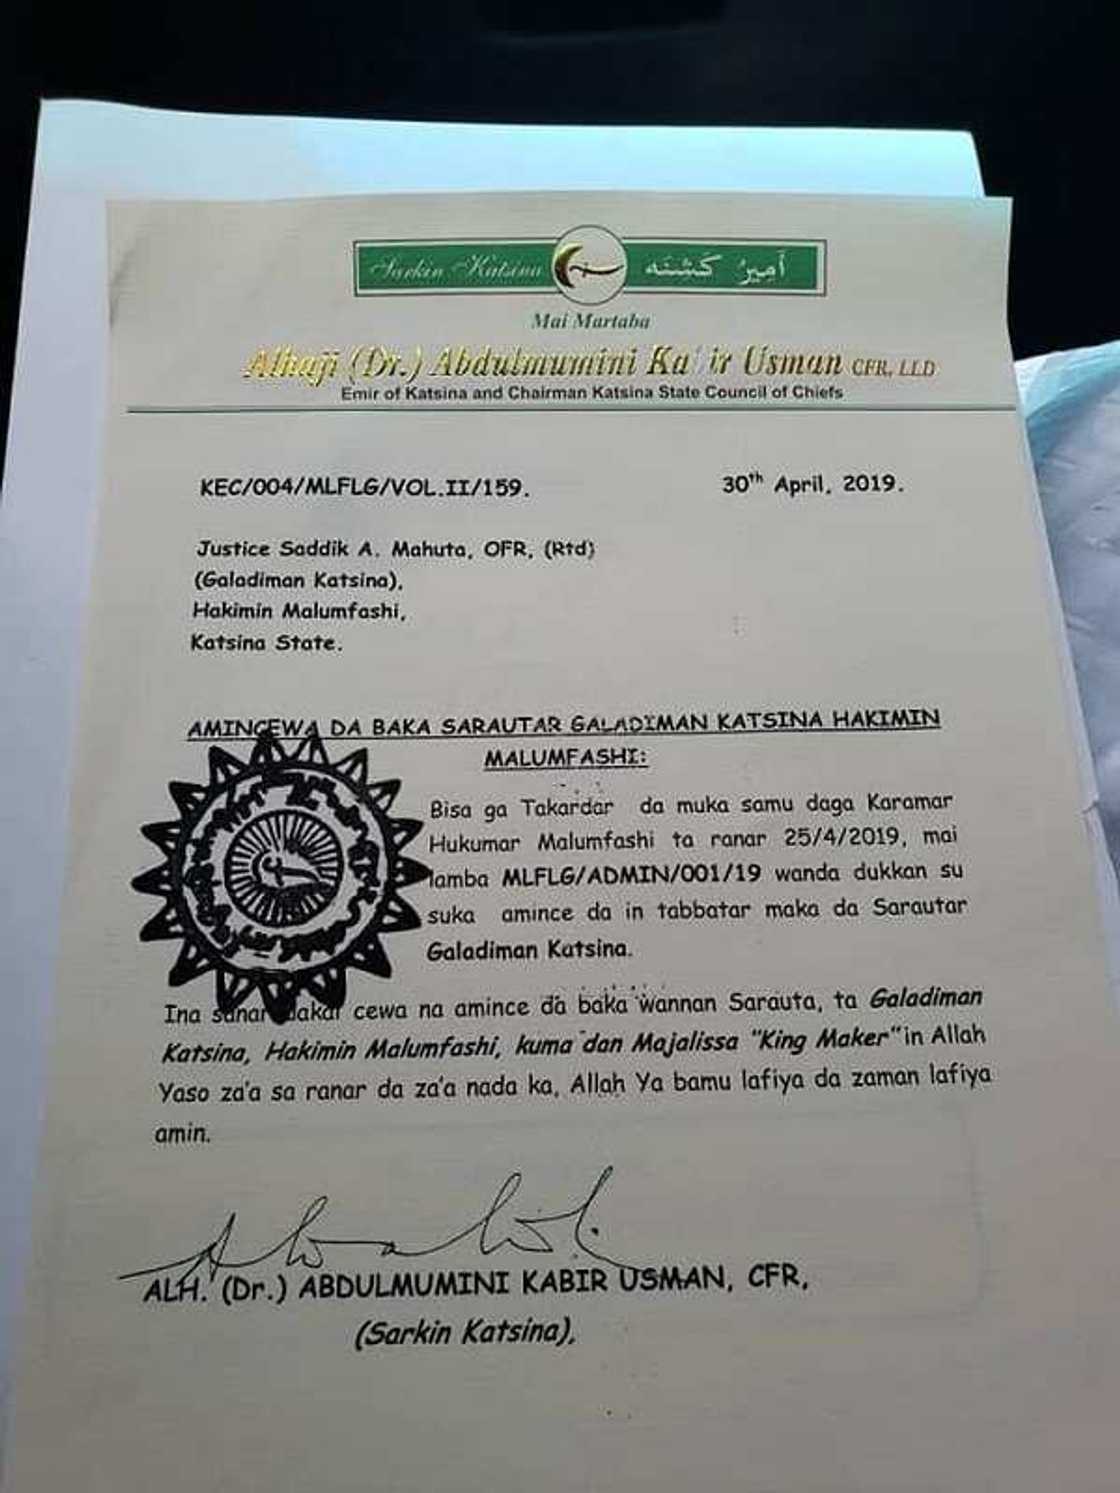 Sarkin Katsina
أمير كشنه
Mai Martaba
Alhaji (Dr.) Abdulmumini Ka ir Usman CFR, LLD
Emir of Katsina and Chairman Katsina State Council of Chiefs
KEC/004/MLFLG/VOL.II/159.
30th April, 2019.
Justice Saddik A. Mahuta, OFR, (Rtd)
(Galadiman Katsina),
Hakimin Malumfashi,
Katsina State.
AMINCEWA DA BAKA SARAUTAR GALADIMAN KATSINA HAKIMIN
MALUMFASHI:
Bisa ga Takardar da muka samu daga Karamar
Hukumar Malumfashi ta ranar 25/4/2019, mai
lamba MLFLG/ADMIN/001/19 wanda dukkan su
suka amince da in tabbatar maka da Sarautar
Galadiman Katsina.
Ina sanar dakai cewa na amince da baka wannan Sarauta, ta Galadiman
Katsina, Hakimin Malumfashi, kuma dan Majalissa "King Maker" in Allah
Yaso za'a sa ranar da za'a nada ka, Allah Ya bamu lafiya da zaman lafiya
amin.
ALH. (Dr.) ABDULMUMINI KABIR USMAN, CFR,
(Sarkin Katsina),